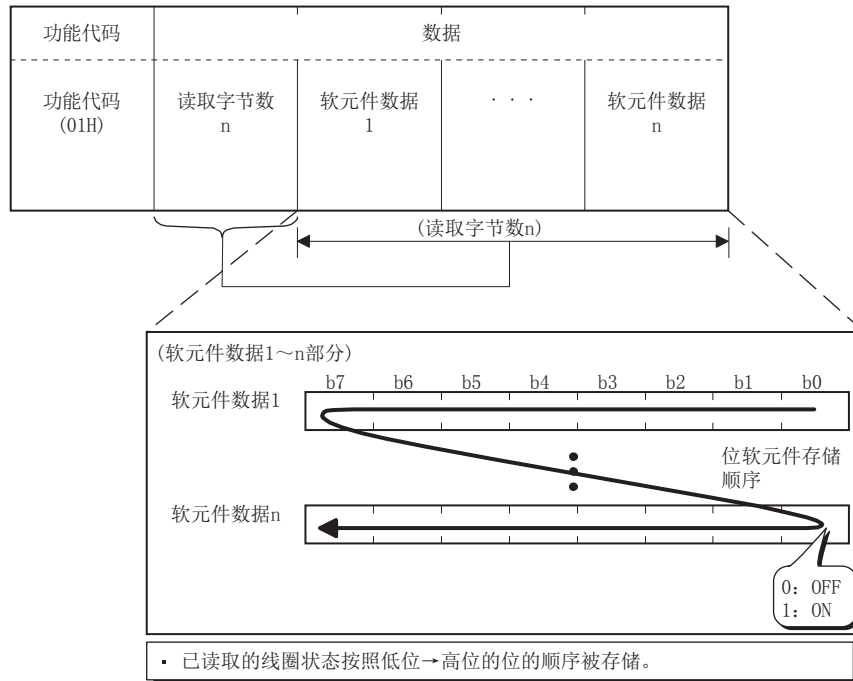 功能代码 数据
功能代码
(01H)
读取字节数
n
软元件数据
1
· · ·
软元件数据
n
(读取字节数n)
(软元件数据1～n部分)
b7 b6 b5 b4 b3 b2 b1 b0
软元件数据1
位软元件存储
顺序
软元件数据n
0: OFF
1: ON
▪ 已读取的线圈状态按照低位→高位的位的顺序被存储。